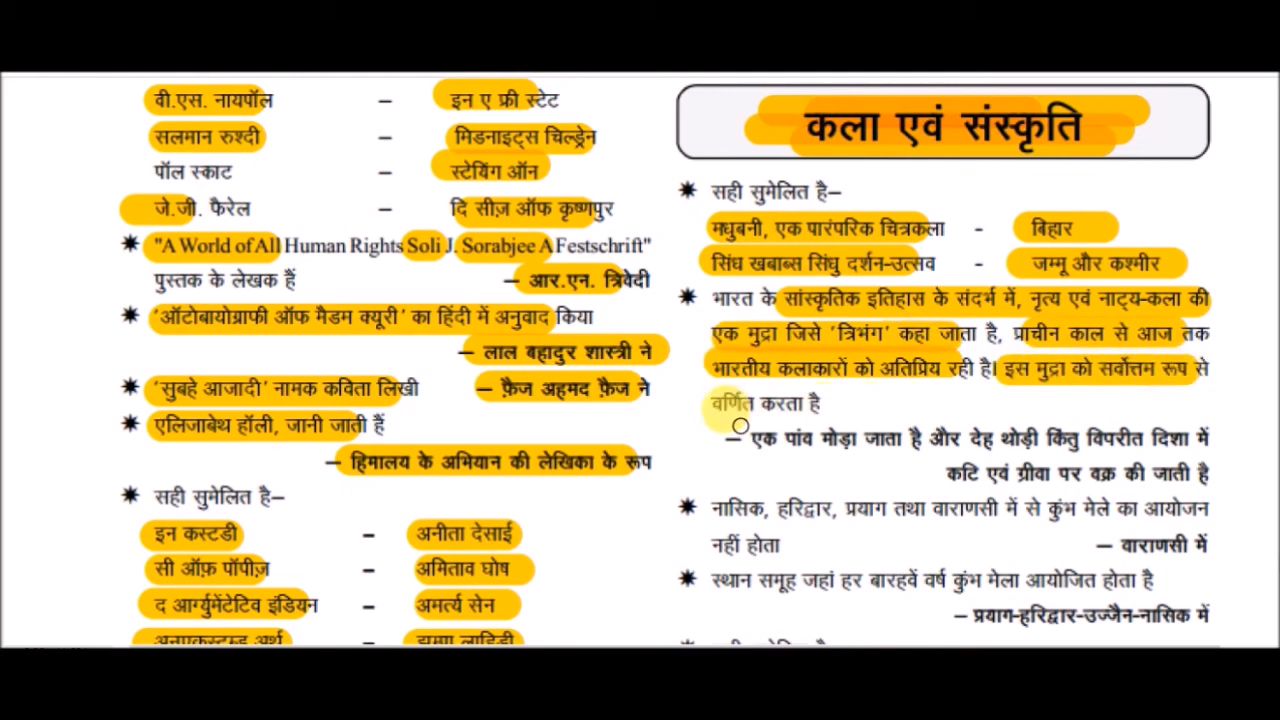 वी.एस. नायपॉल – इन ए फ्री स्टेट
सलमान रुश्दी – मिडनाइट्स चिल्ड्रेन
पॉल स्काट – स्टेयिंग ऑन
जे.जी. फैरेल – दि सीज़ ऑफ कृष्णपुर
✷ "A World of All Human Rights Soli J. Sorabjee A Festschrift"
पुस्तक के लेखक हैं – आर.एन. त्रिवेदी
✷ 'ऑटोबायोग्राफी ऑफ मैडम क्यूरी' का हिंदी में अनुवाद किया
– लाल बहादुर शास्त्री ने
✷ 'सुबहे आजादी' नामक कविता लिखी – फ़ैज अहमद फ़ैज ने
✷ एलिजाबेथ हॉली, जानी जाती हैं
– हिमालय के अभियान की लेखिका के रूप
✷ सही सुमेलित है–
इन कस्टडी – अनीता देसाई
सी ऑफ़ पॉपीज़ – अमिताव घोष
द आर्ग्युमेंटेटिव इंडियन – अमर्त्य सेन
कला एवं संस्कृति
✷ सही सुमेलित है–
मधुबनी, एक पारंपरिक चित्रकला - बिहार
सिंघ खबाब्स सिंधु दर्शन-उत्सव - जम्मू और कश्मीर
✷ भारत के सांस्कृतिक इतिहास के संदर्भ में, नृत्य एवं नाट्य-कला की
एक मुद्रा जिसे 'त्रिभंग' कहा जाता है, प्राचीन काल से आज तक
भारतीय कलाकारों को अतिप्रिय रही है। इस मुद्रा को सर्वोत्तम रूप से
वर्णित करता है
– एक पांव मोड़ा जाता है और देह थोड़ी किंतु विपरीत दिशा में
कटि एवं ग्रीवा पर वक्र की जाती है
✷ नासिक, हरिद्वार, प्रयाग तथा वाराणसी में से कुंभ मेले का आयोजन
नहीं होता – वाराणसी में
✷ स्थान समूह जहां हर बारहवें वर्ष कुंभ मेला आयोजित होता है
– प्रयाग-हरिद्वार-उज्जैन-नासिक में